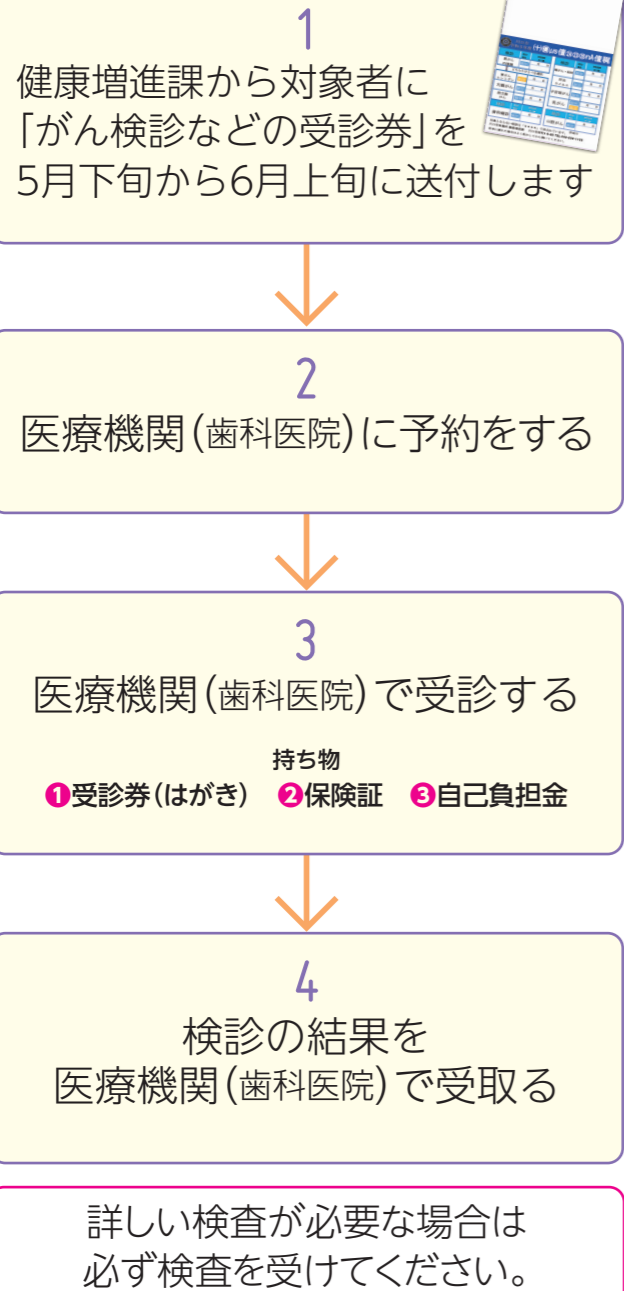 1
健康増進課から対象者に
「がん検診などの受診券」を
5月下旬から6月上旬に送付します
2
医療機関(歯科医院)に予約をする
3
医療機関(歯科医院)で受診する
持ち物
❶受診券(はがき) ❷保険証 ❸自己負担金
4
検診の結果を
医療機関(歯科医院)で受取る
詳しい検査が必要な場合は
必ず検査を受けてください。